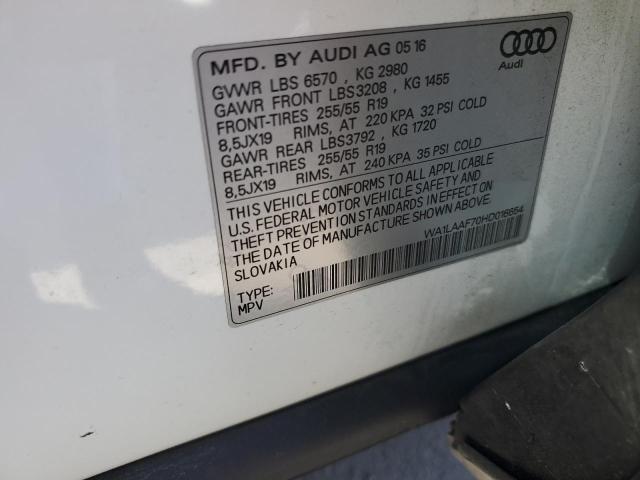 MFD. BY AUDI AG 05 16
Audi
GVWR LBS 6570 , KG 2980
GAWR FRONT LBS3208 , KG 1455
FRONT-TIRES 255/55 R19
8,5JX19 RIMS, AT 220 KPA 32 PSI COLD
GAWR REAR LBS3792 , KG 1720
REAR-TIRES 255/55 R19
8,5JX19 RIMS, AT 240 KPA 35 PSI COLD
THIS VEHICLE CONFORMS TO ALL APPLICABLE
U.S. FEDERAL MOTOR VEHICLE SAFETY AND
THEFT PREVENTION STANDARDS IN EFFECT ON
THE DATE OF MANUFACTURE SHOWN ABOVE.
SLOVAKIA
WA1LAAF70HD016654
TYPE:
MPV